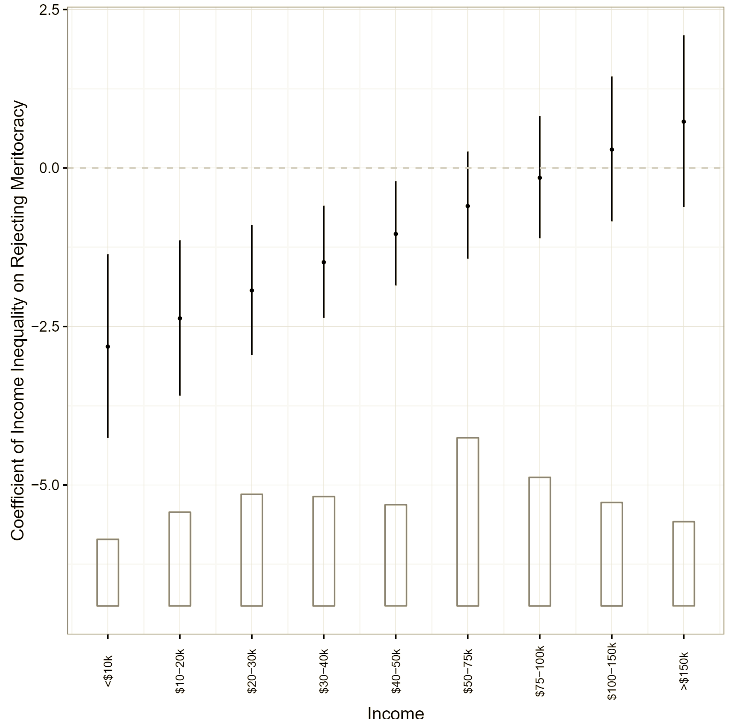 Coefficient of Income Inequality on Rejecting Meritocracy
2.5
0.0
−2.5
−5.0
<$10k
$10−20k
$20−30k
$30−40k
$40−50k
$50−75k
$75−100k
$100−150k
>$150k
Income